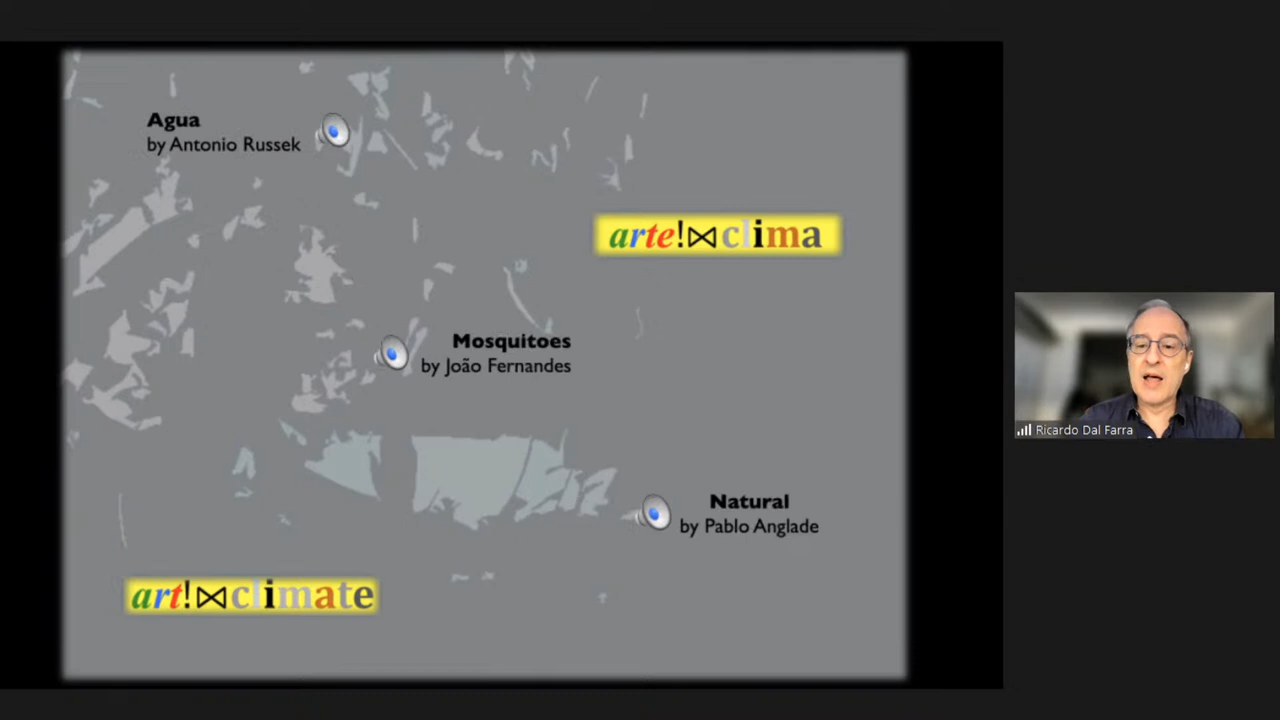 Agua
by Antonio Russek
arte!⋈clima
Mosquitoes
by João Fernandes
Natural
by Pablo Anglade
art!⋈climate
Ricardo Dal Farra